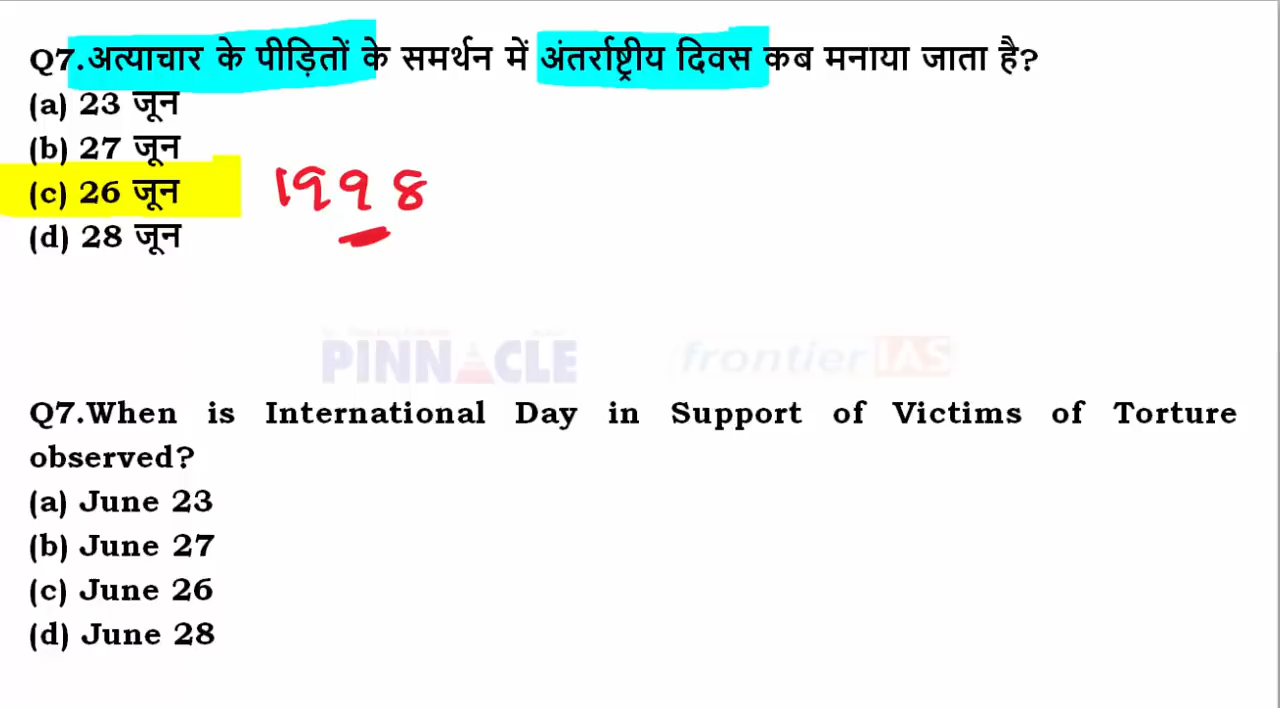 Q7.अत्याचार के पीड़ितों के समर्थन में अंतर्राष्ट्रीय दिवस कब मनाया जाता है?
(a) 23 जून
(b) 27 जून
(c) 26 जून
1998
(d) 28 जून
PINNACLE
frontier IAS
Q7.When is International Day in Support of Victims of Torture
observed?
(a) June 23
(b) June 27
(c) June 26
(d) June 28